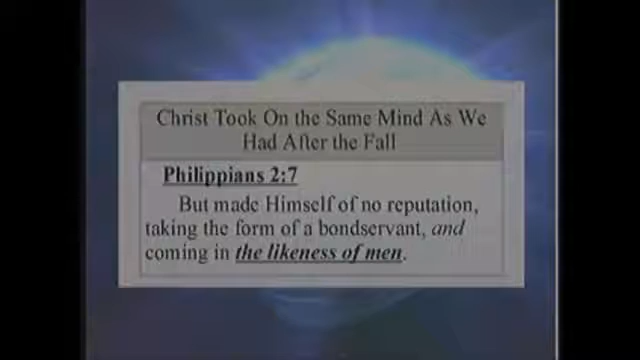 Christ Took On the Same Mind As We
Had After the Fall
Philippians 2:7
But made Himself of no reputation,
taking the form of a bondservant, and
coming in the likeness of men.